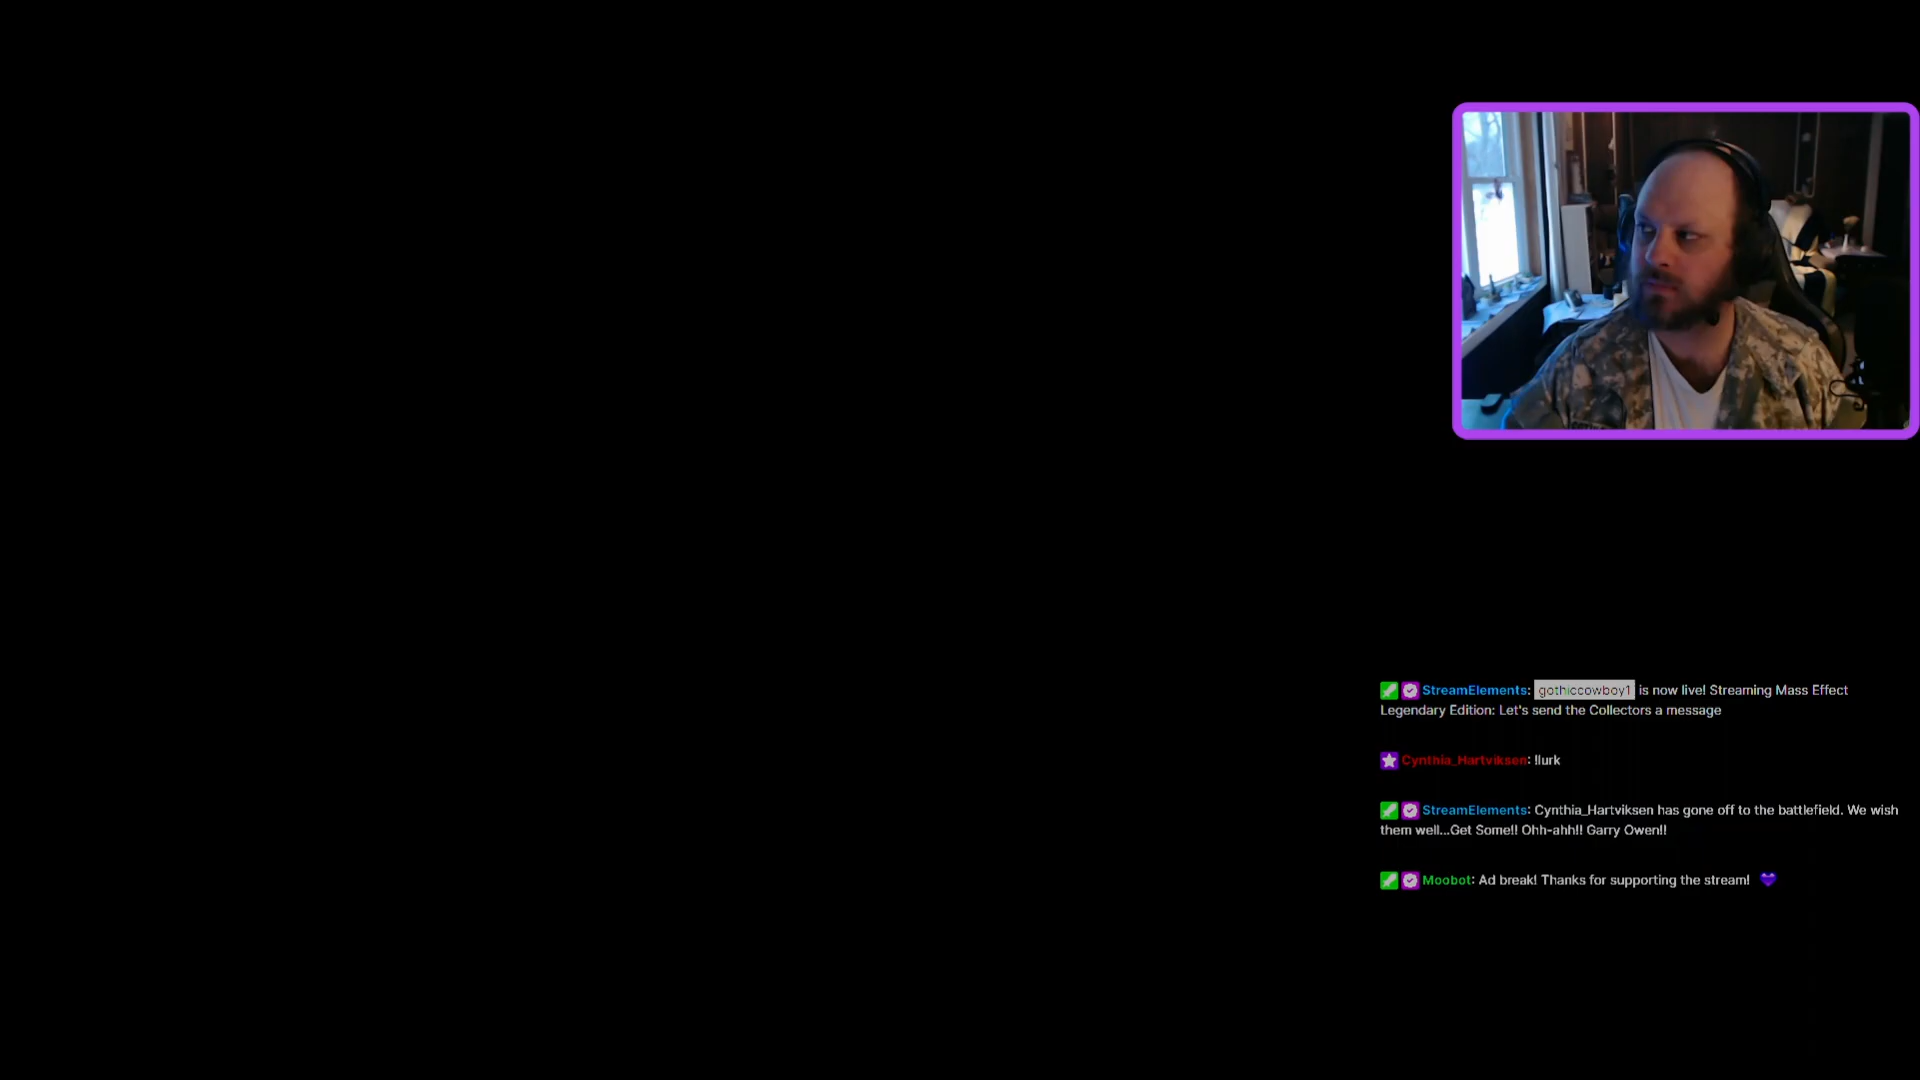 StreamElements: gothiccowboy1 is now live! Streaming Mass Effect
Legendary Edition: Let's send the Collectors a message
Cynthia_Hartviksen: !lurk
StreamElements: Cynthia_Hartviksen has gone off to the battlefield. We wish
them well...Get Some!! Ohh-ahh!! Garry Owen!!
Moobot: Ad break! Thanks for supporting the stream! 💜